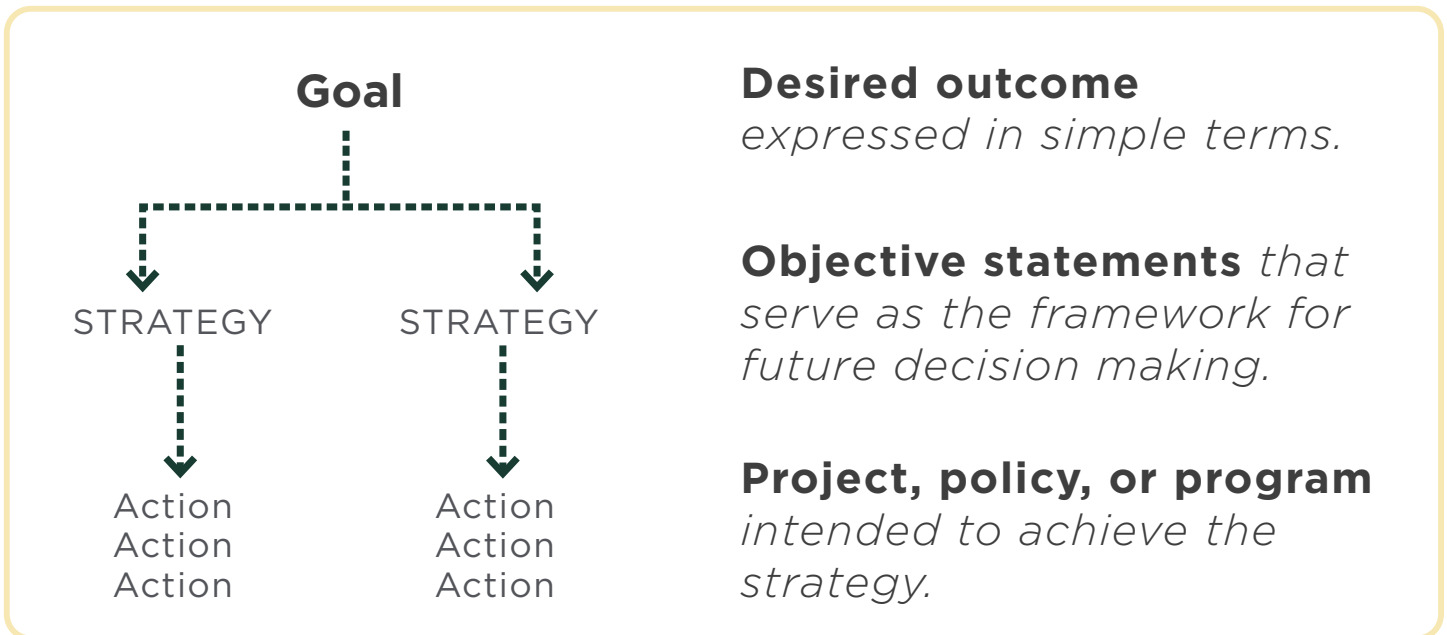 Goal
Desired outcome
expressed in simple terms.
STRATEGY STRATEGY
Objective statements that
serve as the framework for
future decision making.
Action Action
Action Action
Action Action
Project, policy, or program
intended to achieve the
strategy.